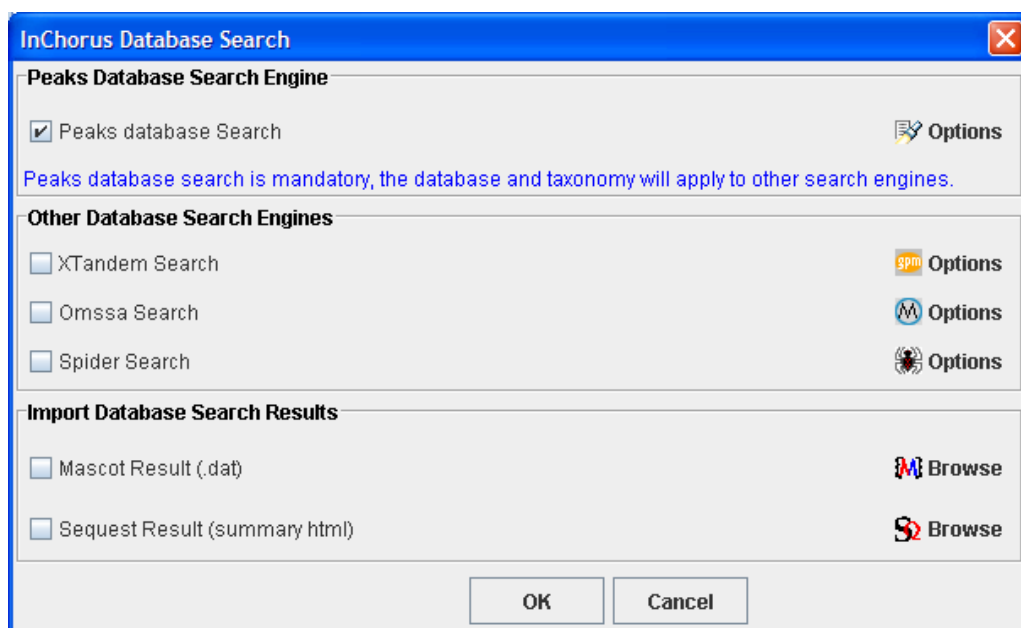 InChorus Database Search
Peaks Database Search Engine
Peaks database Search Options
Peaks database search is mandatory, the database and taxonomy will apply to other search engines.
Other Database Search Engines
XTandem Search gpm Options
Omssa Search Options
Spider Search Options
Import Database Search Results
Mascot Result (.dat) M Browse
Sequest Result (summary html) Browse
OK Cancel